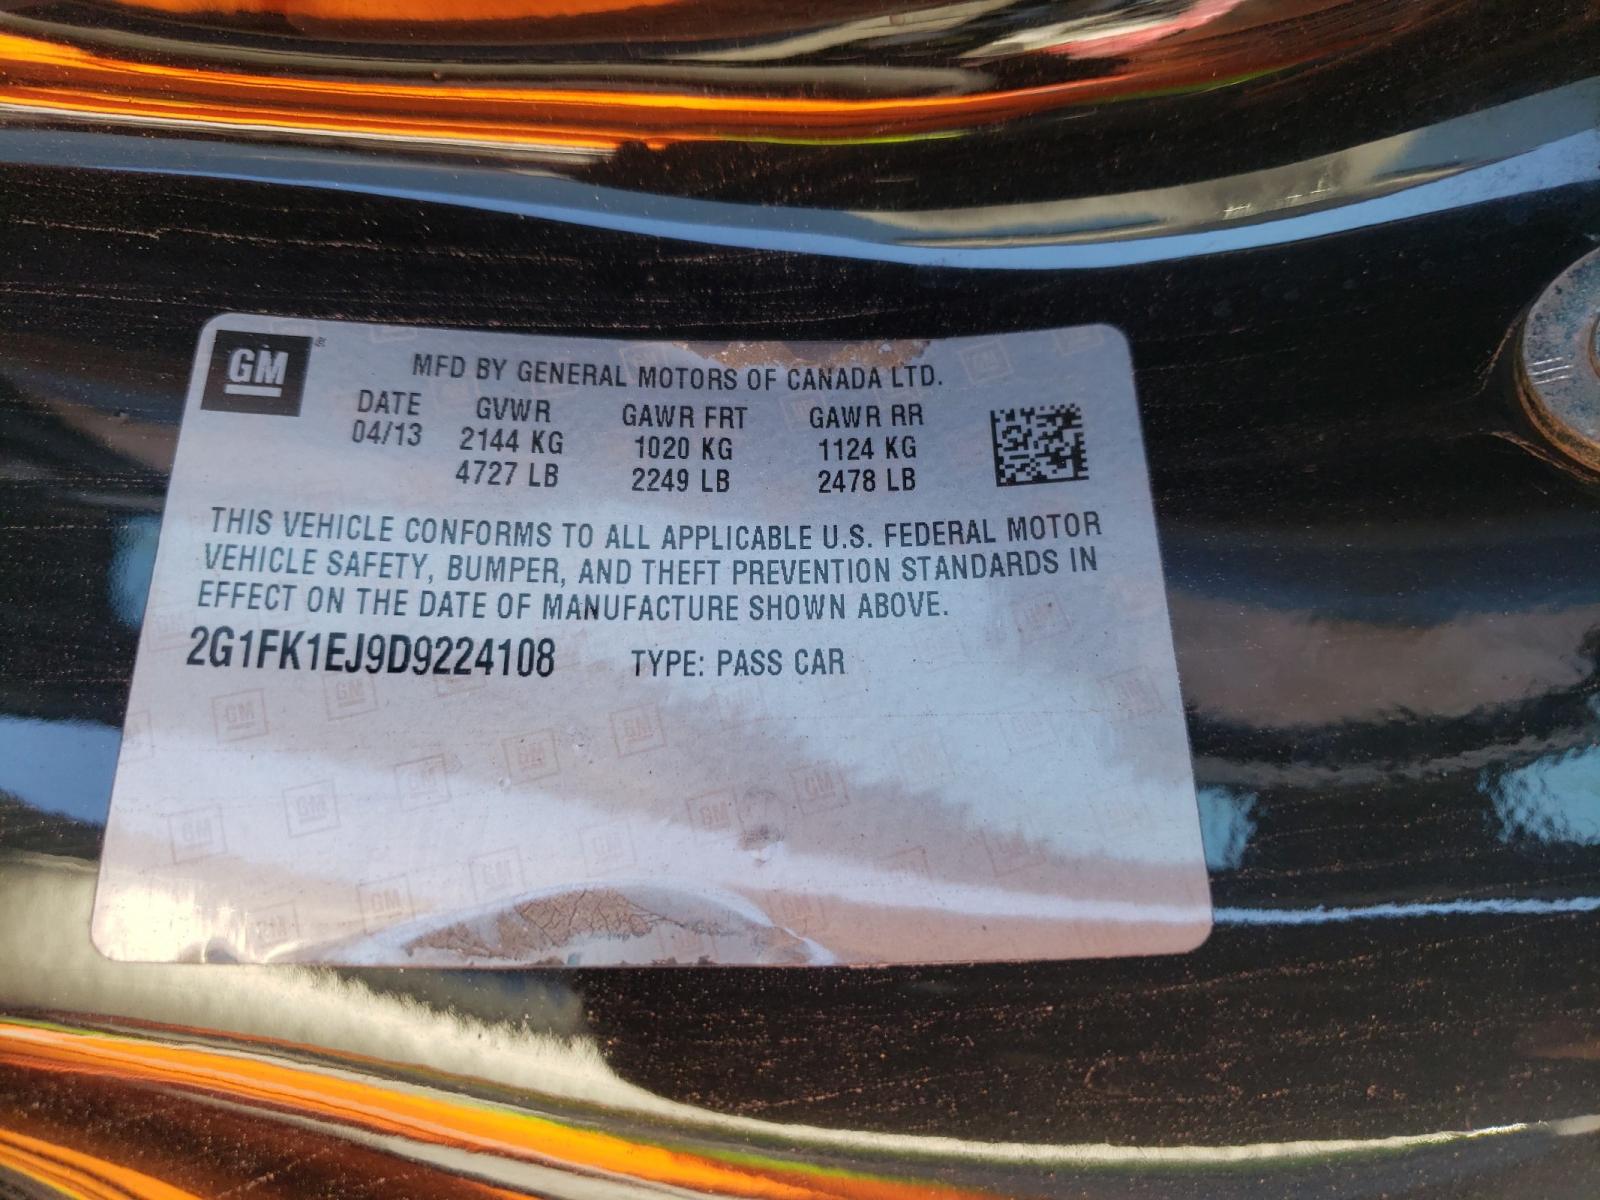 GM
MFD BY GENERAL MOTORS OF CANADA LTD.
DATE GVWR GAWR FRT GAWR RR
04/13 2144 KG 1020 KG 1124 KG
4727 LB 2249 LB 2478 LB
THIS VEHICLE CONFORMS TO ALL APPLICABLE U.S. FEDERAL MOTOR
VEHICLE SAFETY, BUMPER, AND THEFT PREVENTION STANDARDS IN
EFFECT ON THE DATE OF MANUFACTURE SHOWN ABOVE.
2G1FK1EJ9D9224108 TYPE: PASS CAR